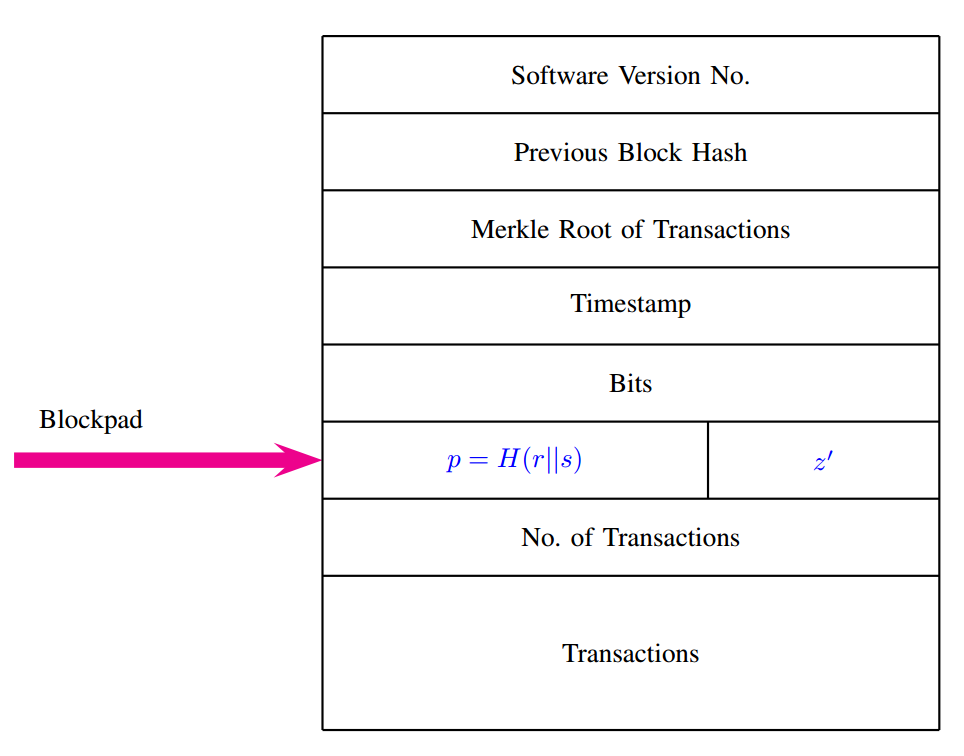 Software Version No.
Previous Block Hash
Merkle Root of Transactions
Timestamp
Bits
Blockpad
p = H(r||s)
z′
No. of Transactions
Transactions